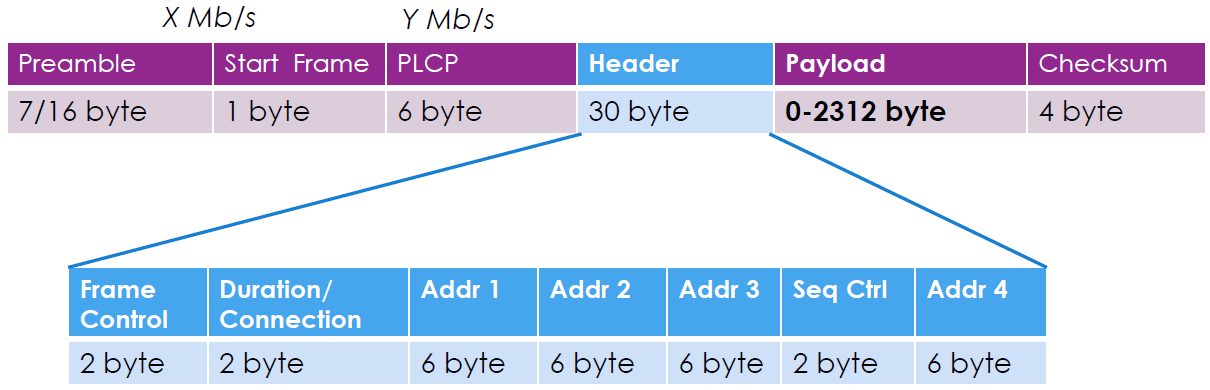 X Mb/s Y Mb/s
Preamble Start Frame PLCP Header Payload Checksum
7/16 byte 1 byte 6 byte 30 byte 0-2312 byte 4 byte
Frame Control Duration/ Connection Addr 1 Addr 2 Addr 3 Seq Ctrl Addr 4
2 byte 2 byte 6 byte 6 byte 6 byte 2 byte 6 byte